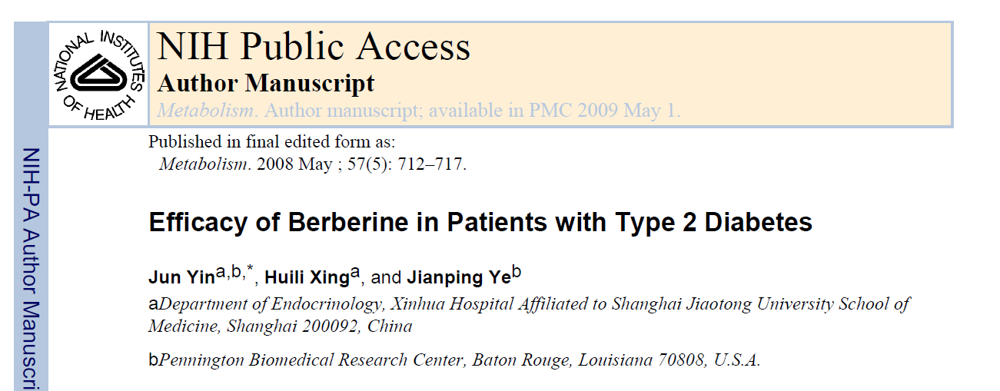 NATIONAL INSTITUTES OF HEALTH
NIH Public Access
Author Manuscript
Metabolism. Author manuscript; available in PMC 2009 May 1.
Published in final edited form as:
Metabolism. 2008 May ; 57(5): 712–717.
Efficacy of Berberine in Patients with Type 2 Diabetes
Jun Yina,b,*, Huili Xinga, and Jianping Yeb
aDepartment of Endocrinology, Xinhua Hospital Affiliated to Shanghai Jiaotong University School of
Medicine, Shanghai 200092, China
bPennington Biomedical Research Center, Baton Rouge, Louisiana 70808, U.S.A.
NIH-PA Author Manuscri